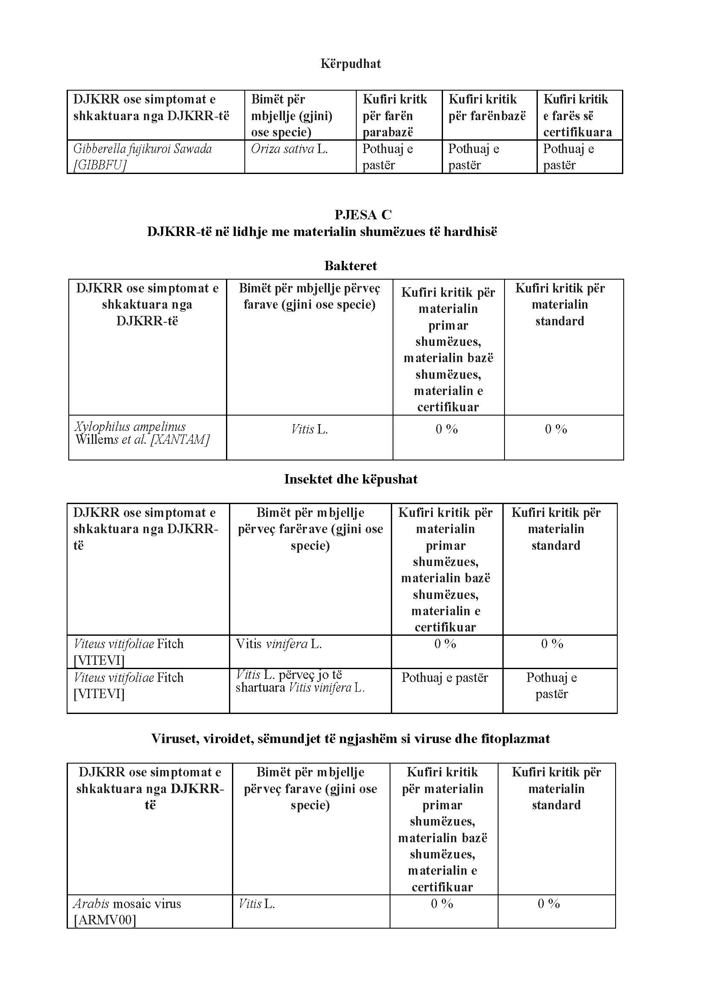 Kërpudhat
DJKRR ose simptomat e
shkaktuara nga DJKRR-të
Bimët për
mbjellje (gjini)
ose specie)
Kufiri kritk
për farën
parabazë
Kufiri kritik
për farënbazë
Kufiri kritik
e farës së
certifikuara
Gibberella fujikuroi Sawada
[GIBBFU]
Oriza sativa L.
Pothuaj e
pastër
Pothuaj e
pastër
Pothuaj e
pastër
PJESA C
DJKRR-të në lidhje me materialin shumëzues të hardhisë
Bakteret
DJKRR ose simptomat e
shkaktuara nga
DJKRR-të
Bimët për mbjellje përveç
farave (gjini ose specie)
Kufiri kritik për
materialin
primar
shumëzues,
materialin bazë
shumëzues,
materialin e
certifikuar
Kufiri kritik për
materialin
standard
Xylophilus ampelinus
Willems et al. [XANTAM]
Vitis L.
0 %
0 %
Insektet dhe këpushat
DJKRR ose simptomat e
shkaktuara nga DJKRR-
të
Bimët për mbjellje
përveç farërave (gjini ose
specie)
Kufiri kritik për
materialin
primar
shumëzues,
materialin bazë
shumëzues,
materialin e
certifikuar
Kufiri kritik për
materialin
standard
Viteus vitifoliae Fitch
[VITEVI]
Vitis vinifera L.
0 %
0 %
Viteus vitifoliae Fitch
[VITEVI]
Vitis L. përveç jo të
shartuara Vitis vinifera L.
Pothuaj e pastër
Pothuaj e
pastër
Viruset, viroidet, sëmundjet të ngjashëm si viruse dhe fitoplazmat
DJKRR ose simptomat e
shkaktuara nga DJKRR-
të
Bimët për mbjellje
përveç farave (gjini ose
specie)
Kufiri kritik
për materialin
primar
shumëzues,
materialin bazë
shumëzues,
materialin e
certifikuar
Kufiri kritik për
materialin
standard
Arabis mosaic virus
[ARMV00]
Vitis L.
0 %
0 %